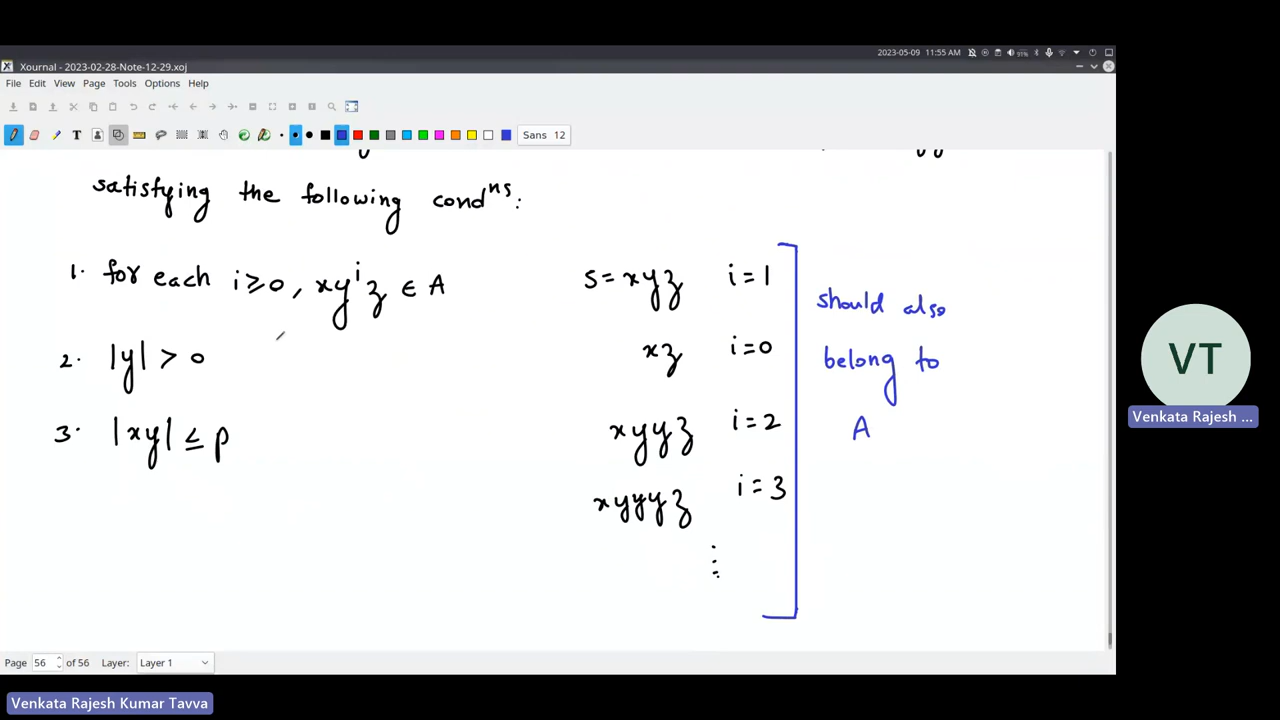 2023-05-09 11:55 AM
Xournal - 2023-02-28-Note-12-29.xoj
File Edit View Page Tools Options Help
Sans 12
satisfying the following condⁿˢ:
1. for each i ≥ 0, xyⁱz ∈ A
2. |y| > 0
3. |xy| ≤ p
s = xyz i = 1
xz i = 0
xyyz i = 2
xyyyz i = 3
⋮
should also
belong to
A
VT
Venkata Rajesh ...
Page 56 of 56 Layer: Layer 1
Venkata Rajesh Kumar Tavva